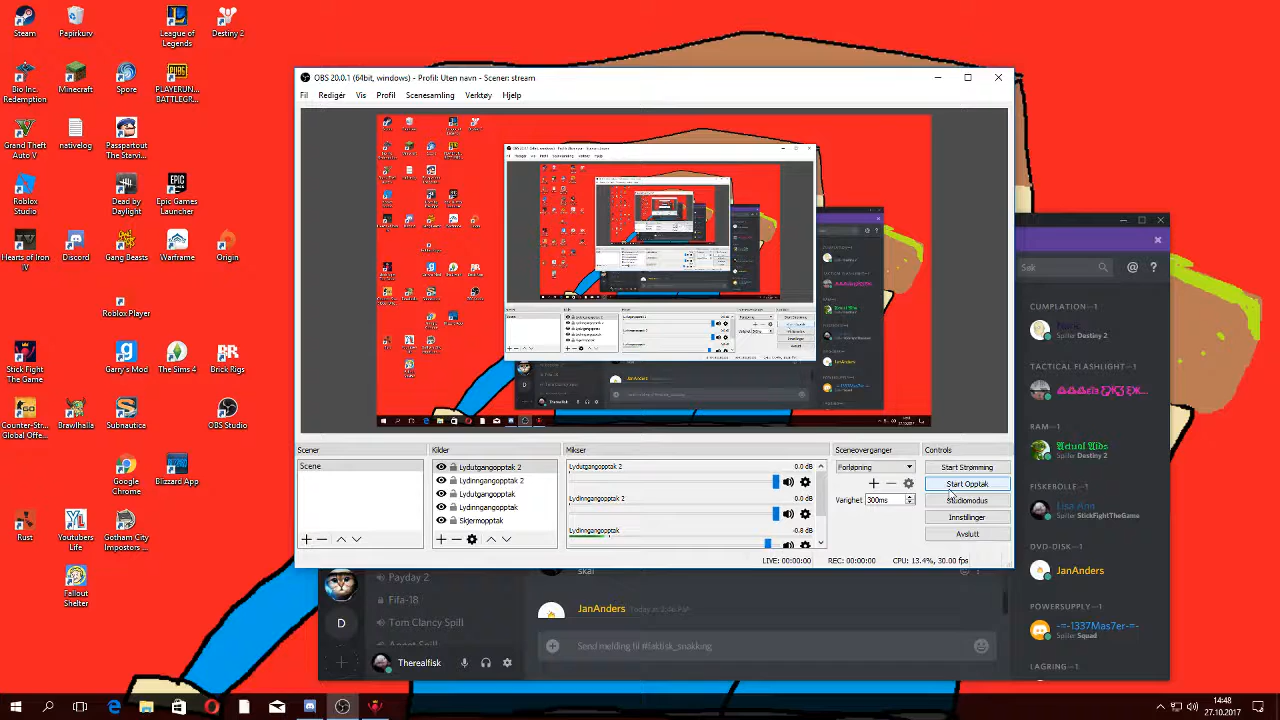 Steam
Papirkurv
League of
Legends
Destiny 2
Bio Inc.
Redemption
Minecraft
Spore
PLAYERUN...
BATTLEGR...
Grand Theft
Auto V
nativelog
Passpartout
The Starvi...
Roblox
Studio
Dead by
Daylight
Epic Games
Launcher
Hearts of Iron
IV
Discord
Gang Beasts
Warframe
Origin
Roblox Player
Stick Fight
The Game
Garry's Mod
The Sims 4
Brick Rigs
Counter-Str...
Global Offe...
Brawlhalla
Subnautica
OBS Studio
Google
Chrome
Blizzard App
Rust
Youtubers
Life
Gotham City
Impostors ...
Fallout
Shelter
OBS 20.0.1 (64bit, windows) - Profil: Uten navn - Scener: stream
Fil Redigér Vis Profil Scenesamling Verktøy Hjelp
Scener
Scene
Kilder
Lydutgangopptak 2
Lydinngangopptak 2
Lydutgangopptak
Lydinngangopptak
Skjermopptak
Mikser
Lydutgangopptak 2 0.0 dB
Lydinngangopptak 2 0.0 dB
Lydinngangopptak -0.8 dB
Sceneoverganger
Forløpning
Varighet 300ms
Controls
Start Strømming
Start Opptak
Studiomodus
Innstillinger
Avslutt
LIVE: 00:00:00 REC: 00:00:00 CPU: 13.4%, 30.00 fps
Søk
CUMPLATION—1
Spiller Destiny 2
TACTICAL FLASHLIGHT—1
RAM—1
Spiller Destiny 2
FISKEBOLLE—1
Lisa Ann
Spiller StickFightTheGame
DVD-DISK—1
JanAnders
POWERSUPPLY—1
-=-1337Mas7er-=-
Spiller Squad
LAGRING—1
Payday 2
Fifa-18
Tom Clancy Spill
D
Therealfisk
skal
JanAnders Today at 2:46 PM
Send melding til #faktisk_snakking
14:48
27.10.2017